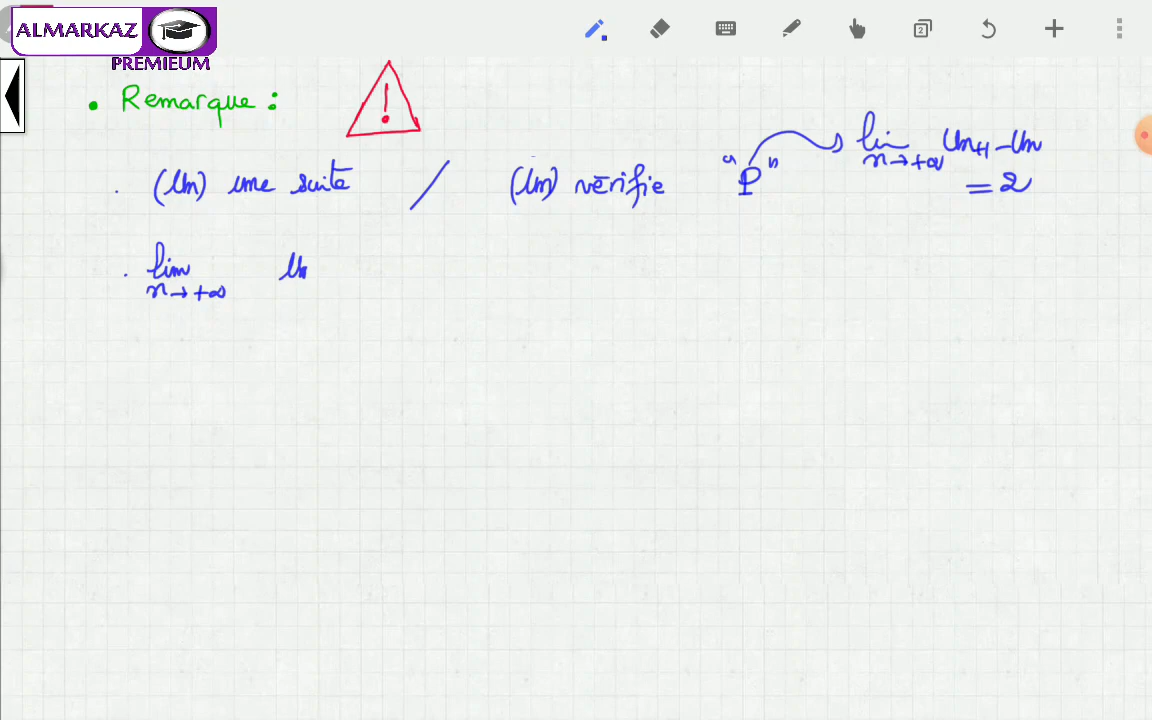 ALMARKAZ
PREMIEUM
• Remarque : !
. (Un) une suite / (Un) vérifie "P" lim n→+∞ Un+1 - Un
= 2
. lim n→+∞ Un